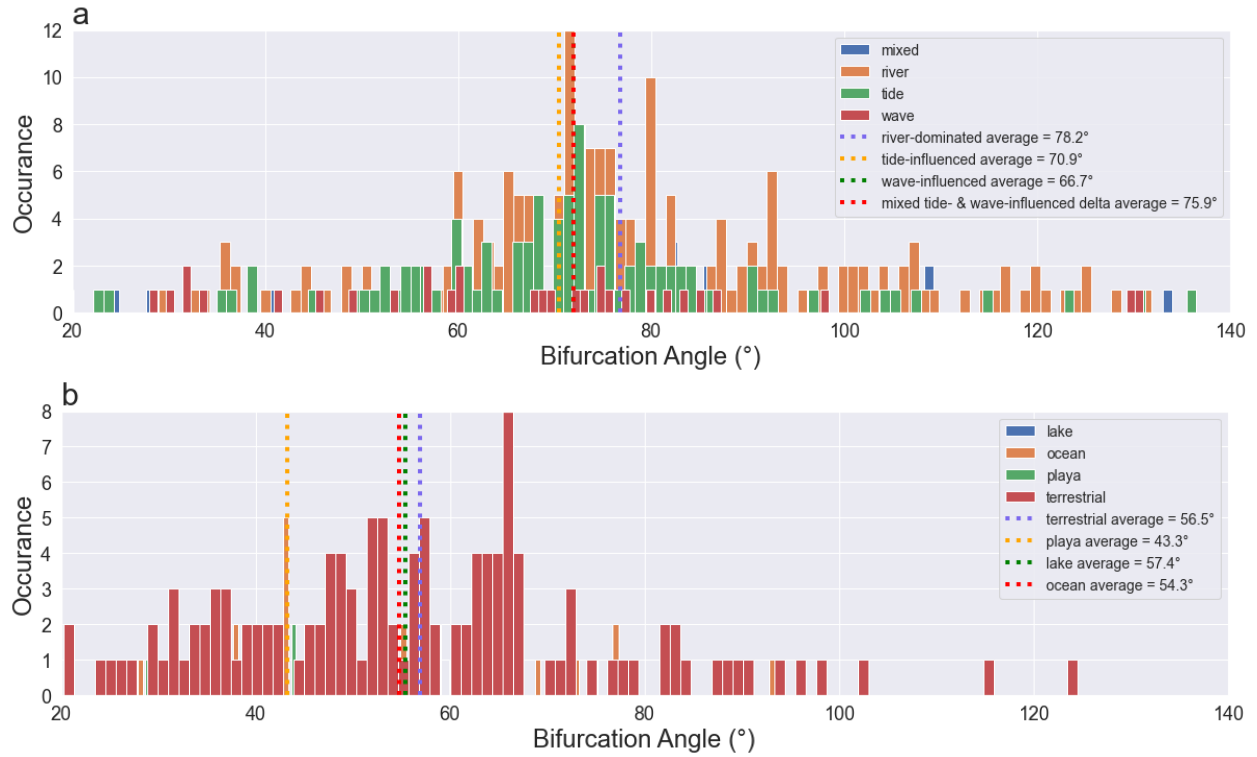 a
12
10
8
6
4
2
0
Occurance
20 40 60 80 100 120 140
Bifurcation Angle (°)
mixed
river
tide
wave
river-dominated average = 78.2°
tide-influenced average = 70.9°
wave-influenced average = 66.7°
mixed tide- & wave-influenced delta average = 75.9°
b
8
7
6
5
4
3
2
1
0
Occurance
20 40 60 80 100 120 140
Bifurcation Angle (°)
lake
ocean
playa
terrestrial
terrestrial average = 56.5°
playa average = 43.3°
lake average = 57.4°
ocean average = 54.3°